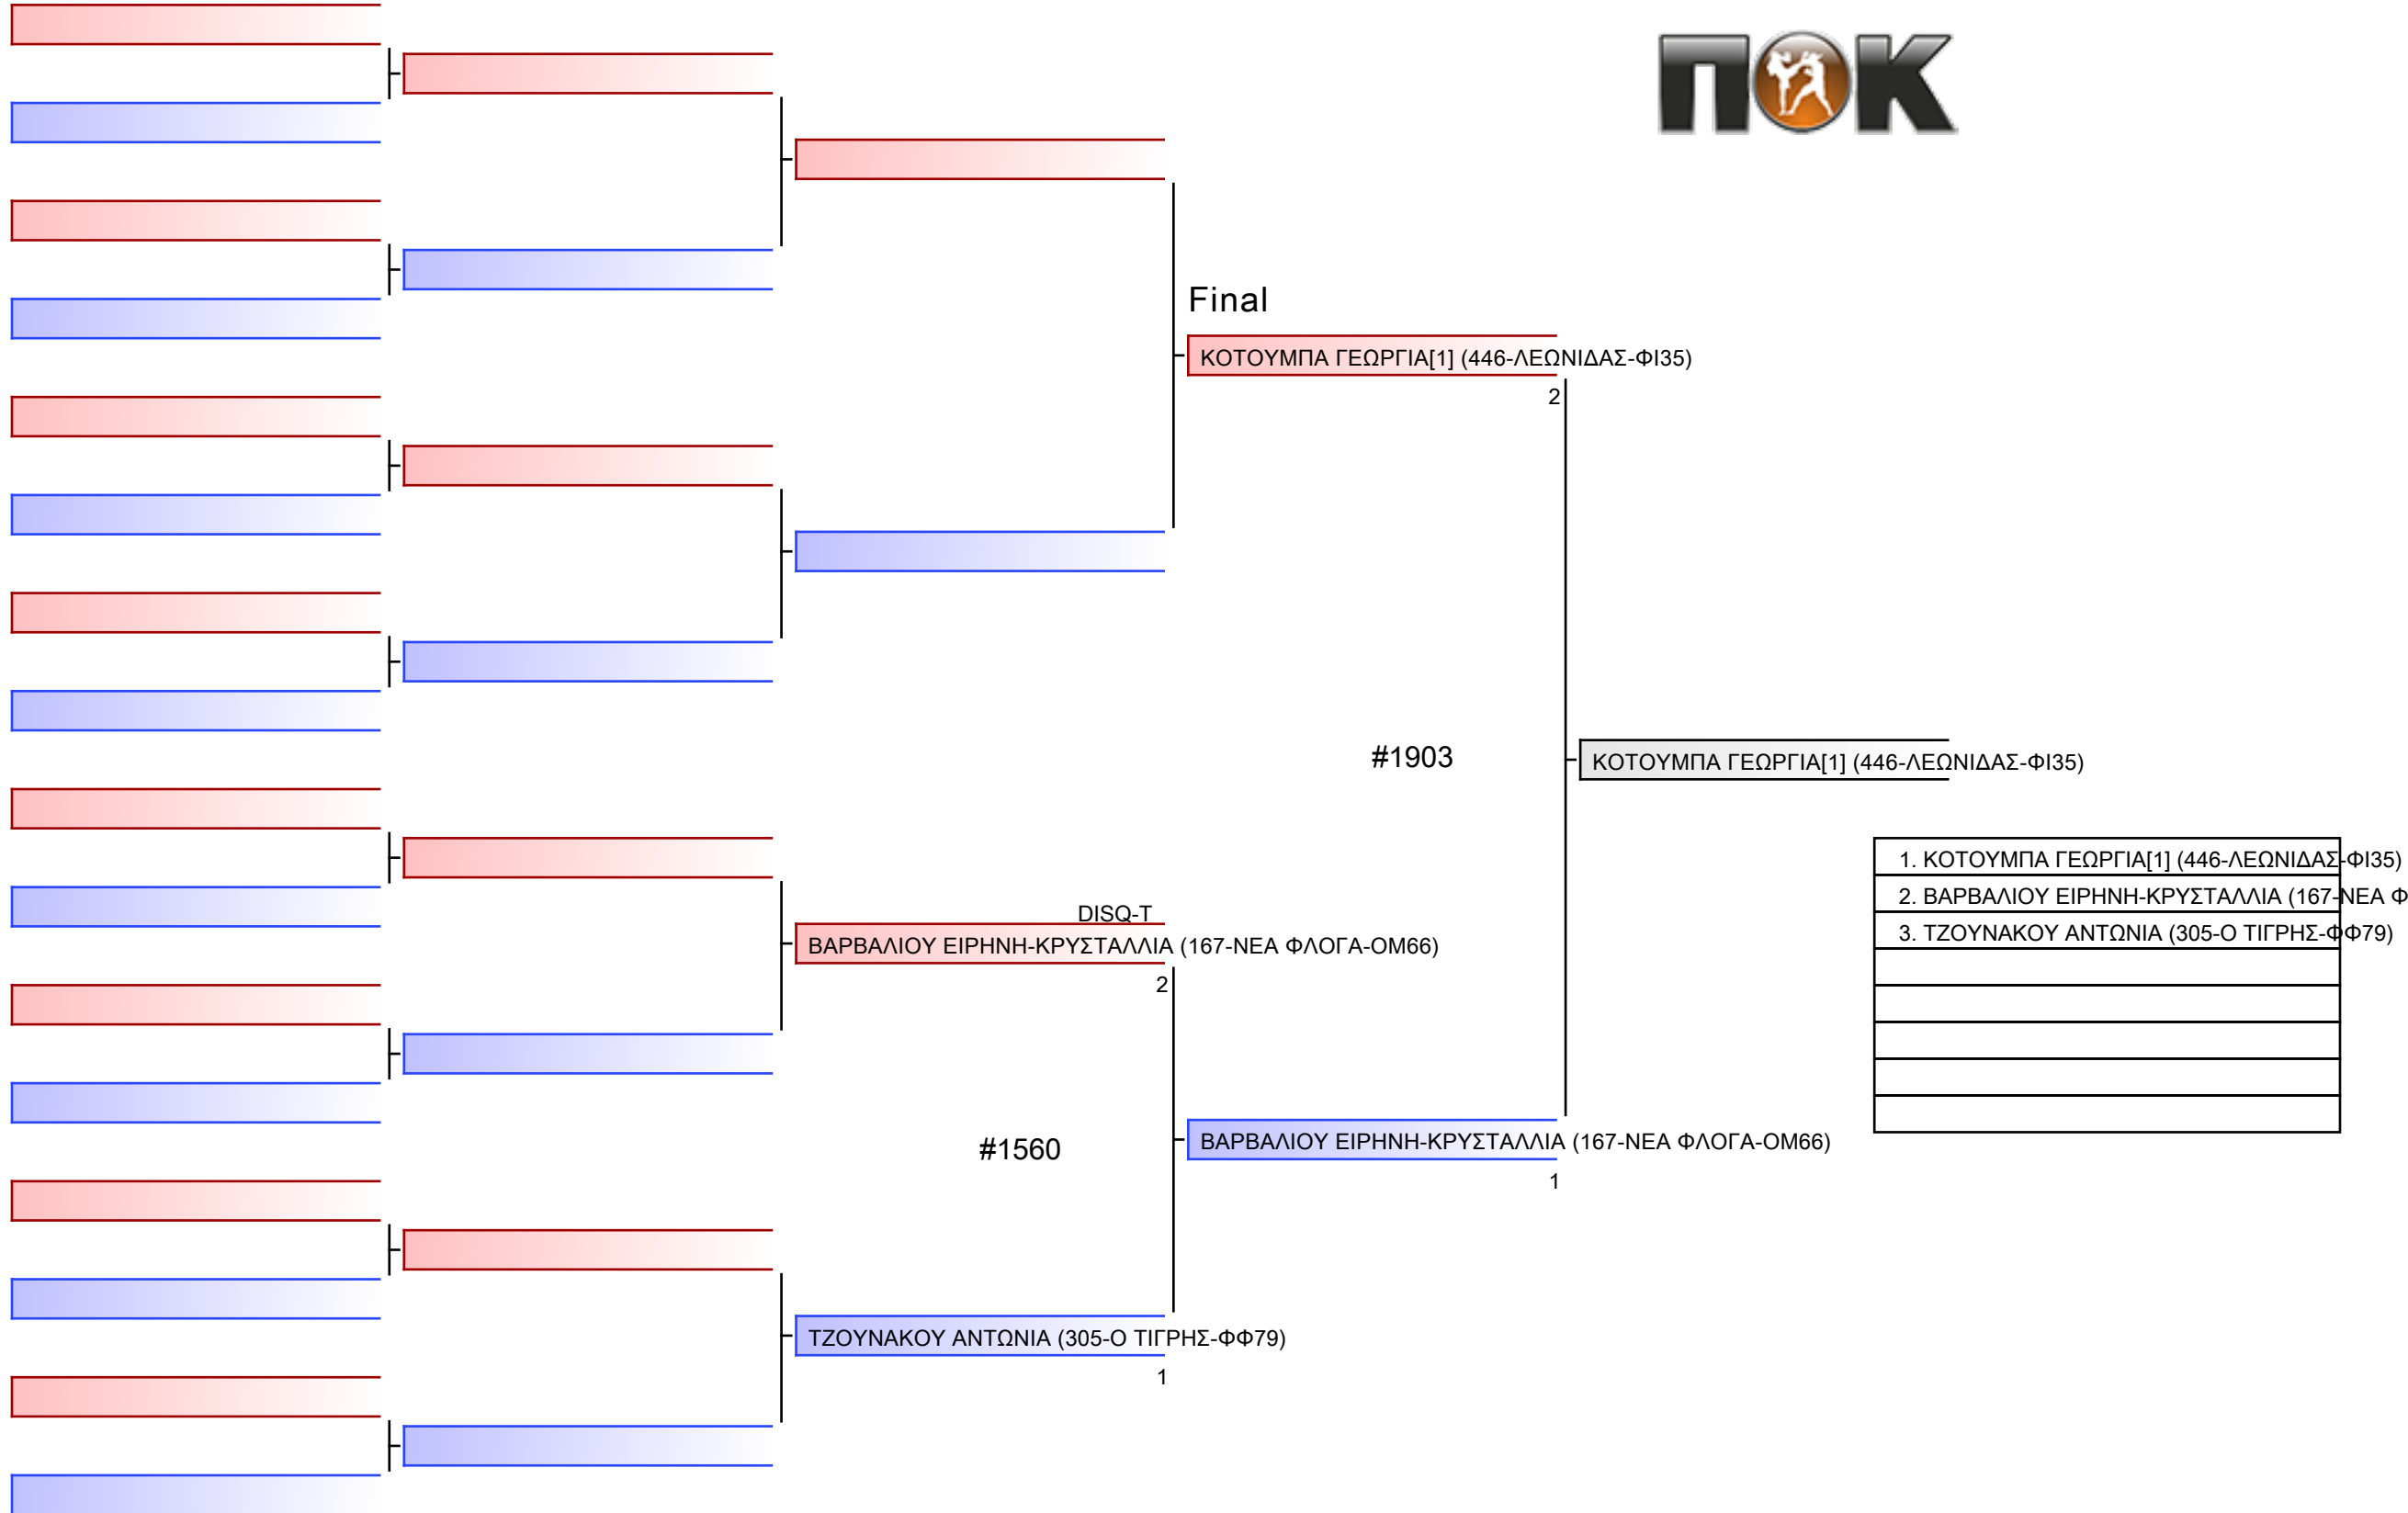 ΠΟΚ
Final
ΚΟΤΟΥΜΠΑ ΓΕΩΡΓΙΑ[1] (446-ΛΕΩΝΙΔΑΣ-ΦΙ35)
2
#1903
ΚΟΤΟΥΜΠΑ ΓΕΩΡΓΙΑ[1] (446-ΛΕΩΝΙΔΑΣ-ΦΙ35)
1. ΚΟΤΟΥΜΠΑ ΓΕΩΡΓΙΑ[1] (446-ΛΕΩΝΙΔΑΣ-ΦΙ35)
2. ΒΑΡΒΑΛΙΟΥ ΕΙΡΗΝΗ-ΚΡΥΣΤΑΛΛΙΑ (167-ΝΕΑ Φ
3. ΤΖΟΥΝΑΚΟΥ ΑΝΤΩΝΙΑ (305-Ο ΤΙΓΡΗΣ-ΦΦ79)
DISQ-T
ΒΑΡΒΑΛΙΟΥ ΕΙΡΗΝΗ-ΚΡΥΣΤΑΛΛΙΑ (167-ΝΕΑ ΦΛΟΓΑ-ΟΜ66)
2
#1560
ΒΑΡΒΑΛΙΟΥ ΕΙΡΗΝΗ-ΚΡΥΣΤΑΛΛΙΑ (167-ΝΕΑ ΦΛΟΓΑ-ΟΜ66)
1
ΤΖΟΥΝΑΚΟΥ ΑΝΤΩΝΙΑ (305-Ο ΤΙΓΡΗΣ-ΦΦ79)
1